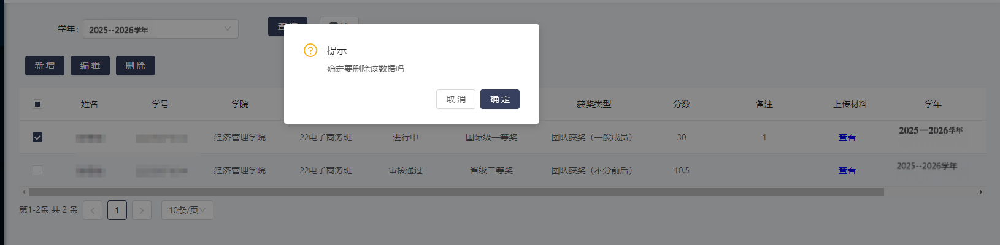 学年：
2025--2026学年
提示
确定要删除该数据吗
取 消
确 定
新 增
编 辑
删 除
姓名
学号
学院
获奖类型
分数
备注
上传材料
学年
经济管理学院
22电子商务班
进行中
国际级一等奖
团队获奖（一般成员）
30
1
查看
2025—2026学年
经济管理学院
22电子商务班
审核通过
省级二等奖
团队获奖（不分前后）
10.5
查看
2025--2026学年
第1-2条 共 2 条
1
10条/页